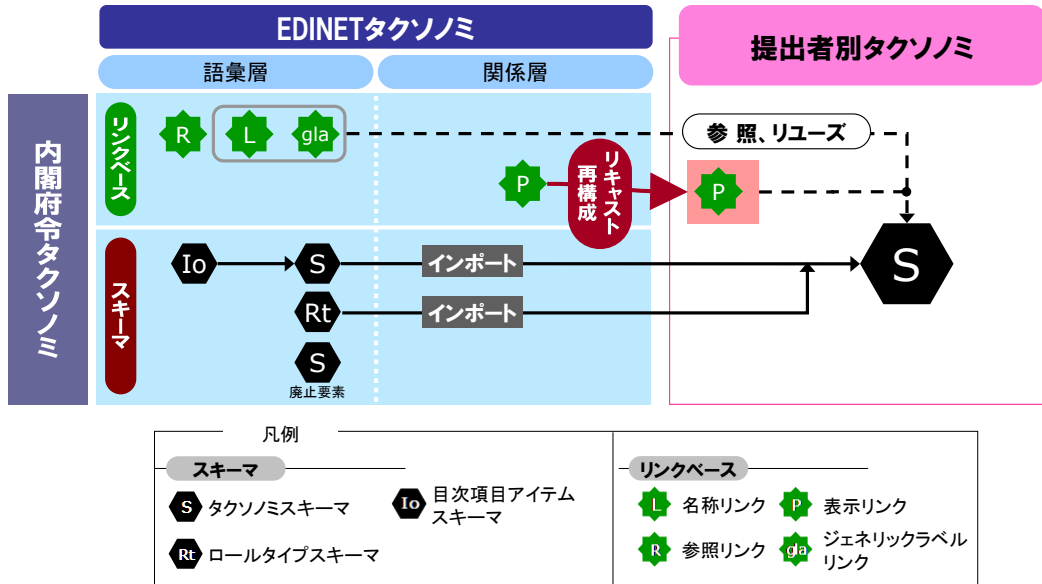 EDINETタクソノミ
提出者別タクソノミ
語彙層
関係層
内閣府令タクソノミ
リンクベース
R
L
gla
参照、リユーズ
P
リキャスト
再構成
P
スキーマ
Io
S
インポート
S
Rt
インポート
S
廃止要素
凡例
スキーマ
S タクソノミスキーマ
Io 目次項目アイテム
スキーマ
Rt ロールタイプスキーマ
リンクベース
L 名称リンク
P 表示リンク
R 参照リンク
gla ジェネリックラベル
リンク